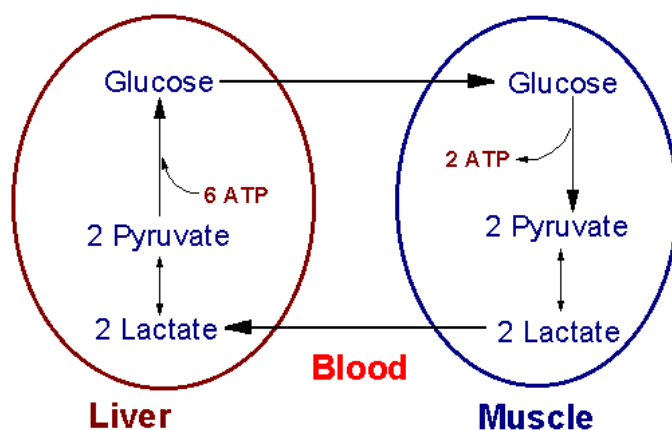 Glucose
Glucose
2 ATP
6 ATP
2 Pyruvate
2 Pyruvate
2 Lactate
2 Lactate
Blood
Liver
Muscle